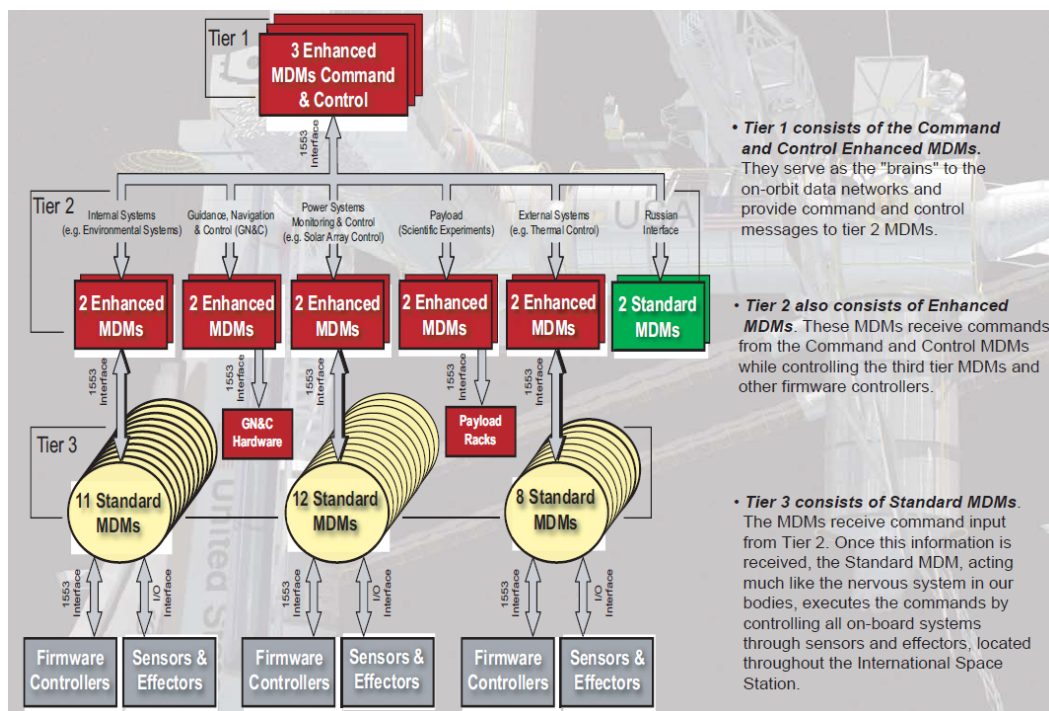 Tier 1
3 Enhanced
MDMs Command
& Control
1553
Interface
Tier 2
Internal Systems
(e.g. Environmental Systems)
Guidance, Navigation
& Control (GN&C)
Power Systems
Monitoring & Control
(e.g. Solar Array Control)
Payload
(Scientific Experiments)
External Systems
(e.g. Thermal Control)
Russian
Interface
2 Enhanced
MDMs
2 Enhanced
MDMs
2 Enhanced
MDMs
2 Enhanced
MDMs
2 Enhanced
MDMs
2 Standard
MDMs
1553
Interface
1553
Interface
1553
Interface
1553
Interface
1553
Interface
GN&C
Hardware
Payload
Racks
Tier 3
11 Standard
MDMs
12 Standard
MDMs
8 Standard
MDMs
1553
Interface
I/O
Interface
1553
Interface
I/O
Interface
1553
Interface
I/O
Interface
Firmware
Controllers
Sensors &
Effectors
Firmware
Controllers
Sensors &
Effectors
Firmware
Controllers
Sensors &
Effectors
• Tier 1 consists of the Command
and Control Enhanced MDMs.
They serve as the "brains" to the
on-orbit data networks and
provide command and control
messages to tier 2 MDMs.
• Tier 2 also consists of Enhanced
MDMs. These MDMs receive commands
from the Command and Control MDMs
while controlling the third tier MDMs and
other firmware controllers.
• Tier 3 consists of Standard MDMs.
The MDMs receive command input
from Tier 2. Once this information is
received, the Standard MDM, acting
much like the nervous system in our
bodies, executes the commands by
controlling all on-board systems
through sensors and effectors, located
throughout the International Space
Station.
USA
United S